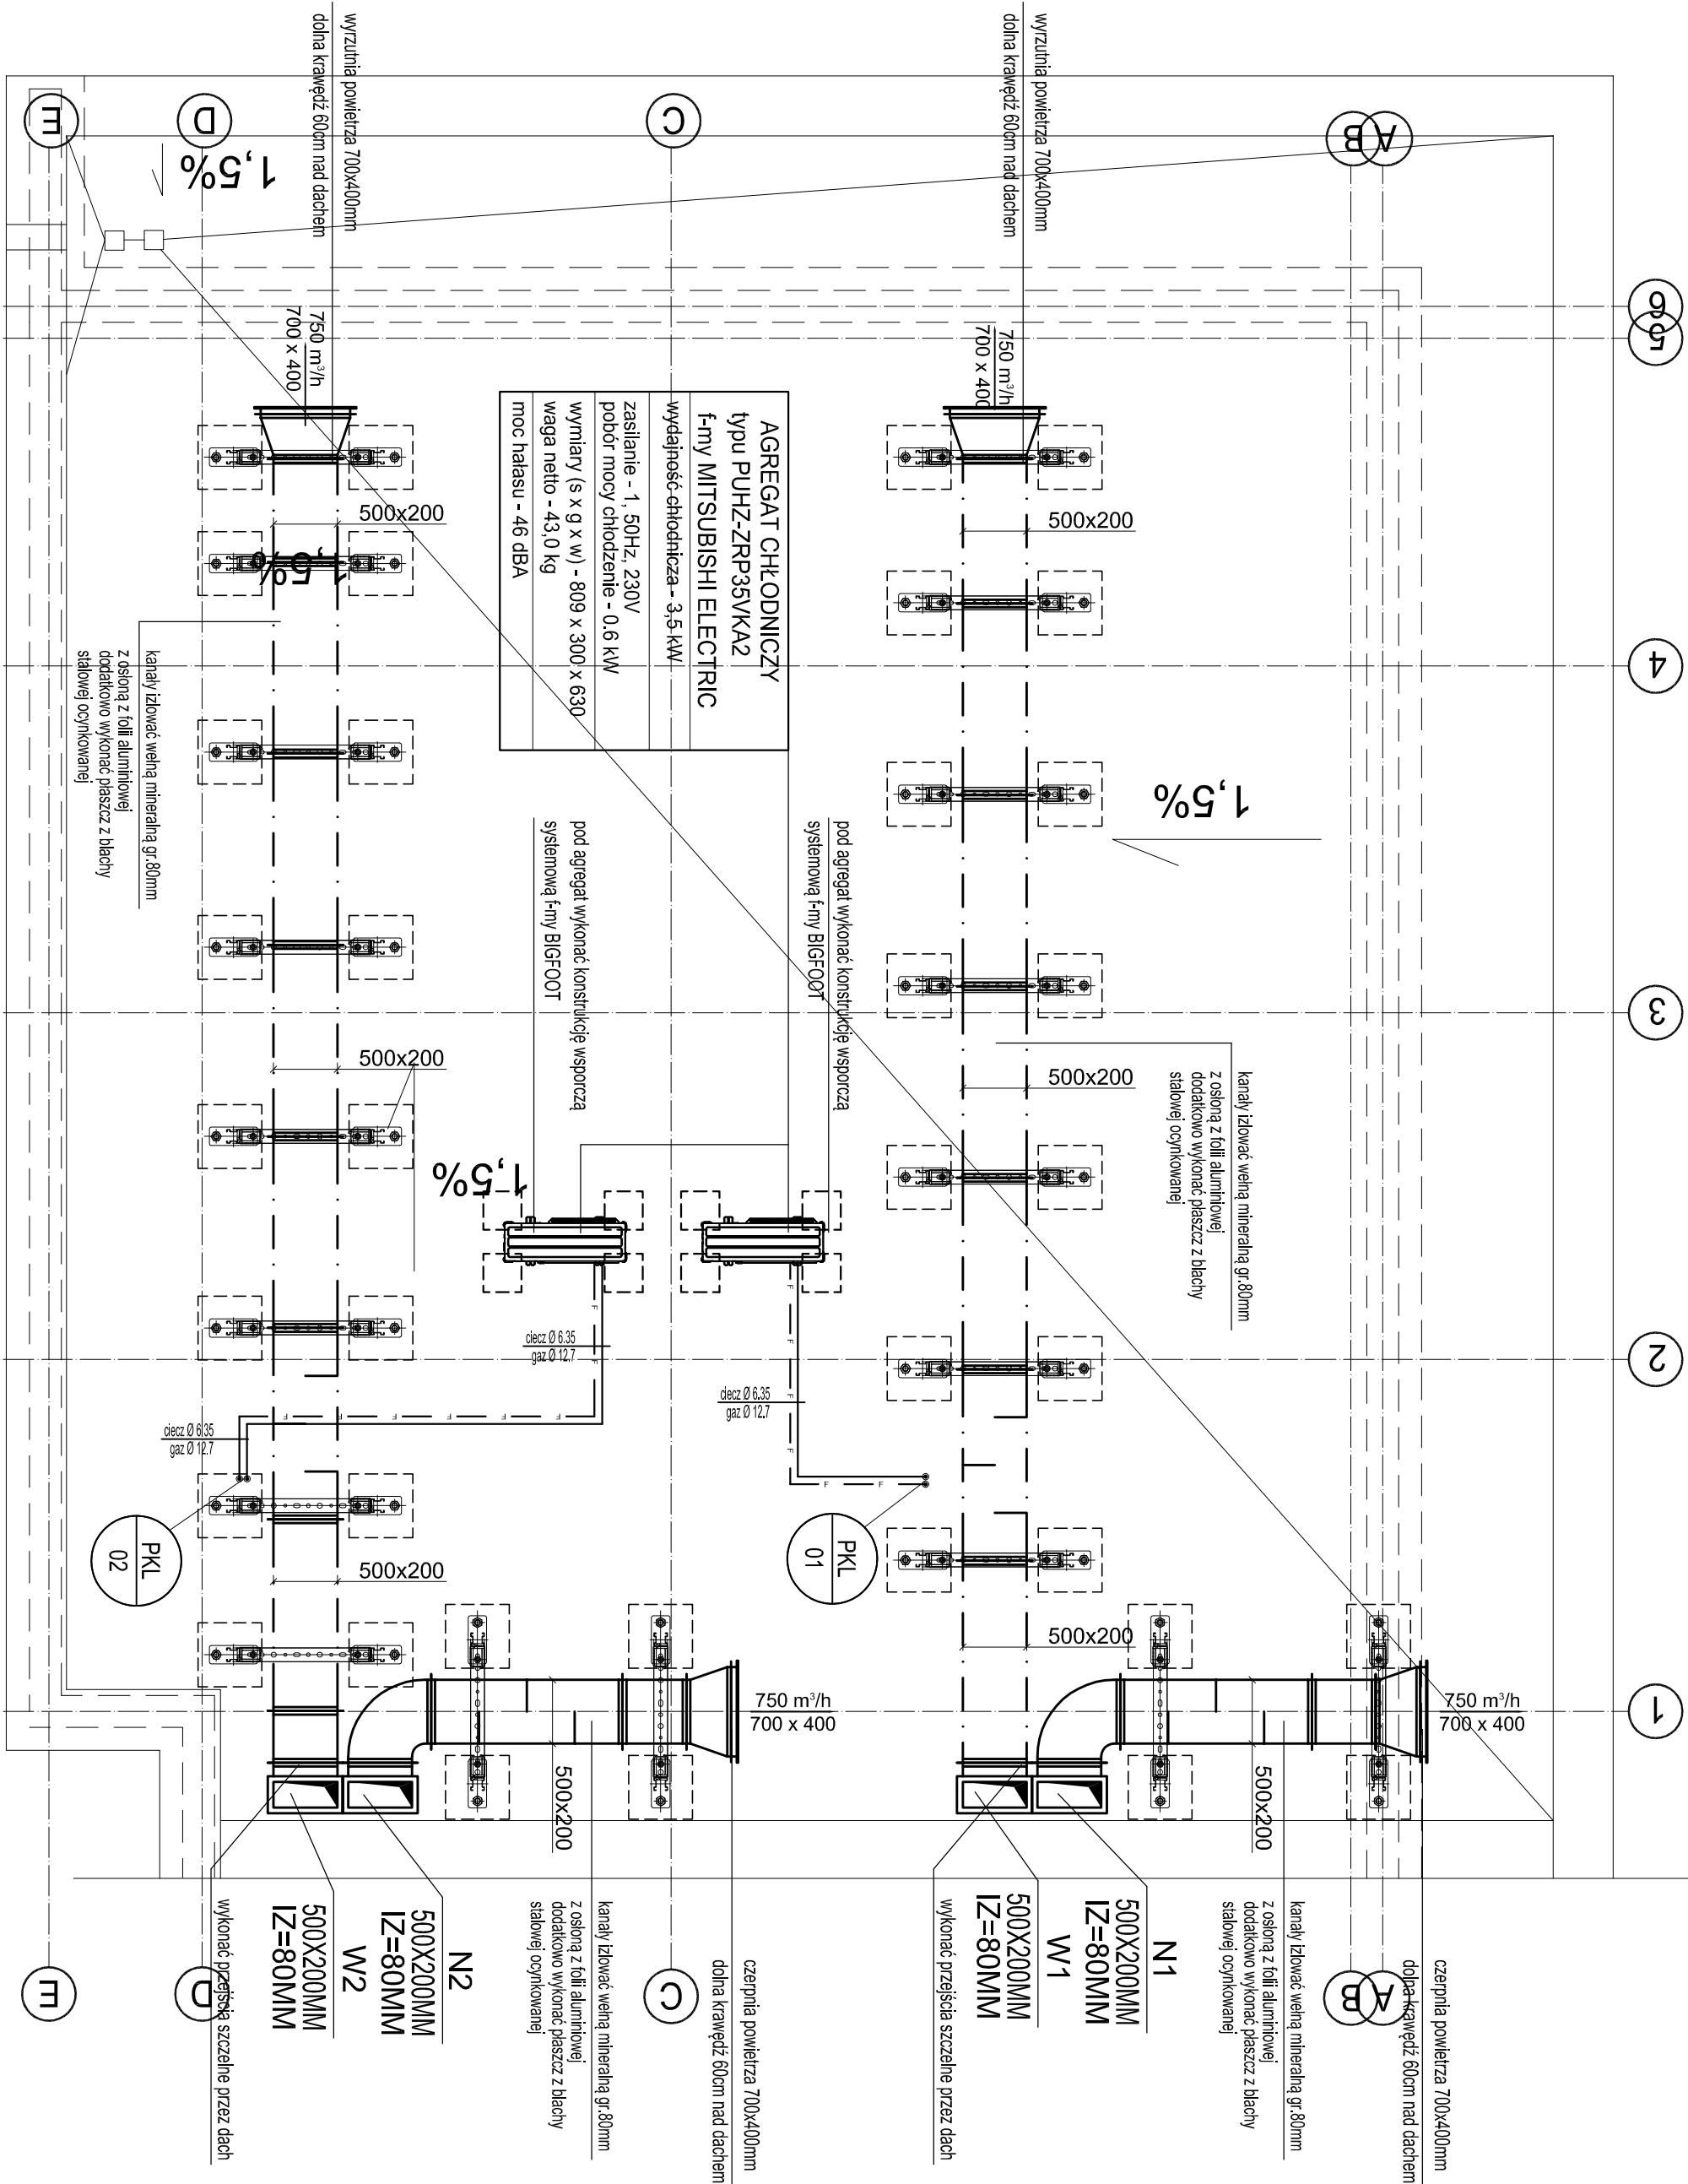 wyrzutnia powietrza 700x400mm
dolna krawędź 60cm nad dachem
wyrzutnia powietrza 700x400mm
dolna krawędź 60cm nad dachem
E
D
C
B
A
1,5%
6
5
4
3
2
1
750 m³/h
700 x 400
750 m³/h
700 x 400
500x200
500x200
1,5%
AGREGAT CHŁODNICZY
typu PUHZ-ZRP35VKA2
f-my MITSUBISHI ELECTRIC
wydajność chłodnicza - 3,5 kW
zasilanie - 1, 50Hz, 230V
pobór mocy chłodzenie - 0.6 kW
wymiary (s x g x w) - 809 x 300 x 630
waga netto - 43,0 kg
moc hałasu - 46 dBA
kanały izlować wełną mineralną gr.80mm
z osłoną z folii aluminiowej
dodatkowo wykonać płaszcz z blachy
stalowej ocynkowanej
1,5%
pod agregat wykonać konstrukcję wsporczą
systemową f-my BIGFOOT
pod agregat wykonać konstrukcję wsporczą
systemową f-my BIGFOOT
500x200
500x200
kanały izlować wełną mineralną gr.80mm
z osłoną z folii aluminiowej
dodatkowo wykonać płaszcz z blachy
stalowej ocynkowanej
1,5%
ciecz Ø 6.35
gaz Ø 12.7
ciecz Ø 6.35
gaz Ø 12.7
ciecz Ø 6.35
gaz Ø 12.7
F
F
F
F
F
F
F
F
F
F
F
F
PKL
02
PKL
01
500x200
500x200
750 m³/h
700 x 400
750 m³/h
700 x 400
500x200
500x200
wykonać przejścia szczelne przez dach
W2
500X200MM
IZ=80MM
N2
500X200MM
IZ=80MM
kanały izlować wełną mineralną gr.80mm
z osłoną z folii aluminiowej
dodatkowo wykonać płaszcz z blachy
stalowej ocynkowanej
czerpnia powietrza 700x400mm
dolna krawędź 60cm nad dachem
wykonać przejścia szczelne przez dach
W1
500X200MM
IZ=80MM
N1
500X200MM
IZ=80MM
kanały izlować wełną mineralną gr.80mm
z osłoną z folii aluminiowej
dodatkowo wykonać płaszcz z blachy
stalowej ocynkowanej
czerpnia powietrza 700x400mm
dolna krawędź 60cm nad dachem
E
D
C
B
A